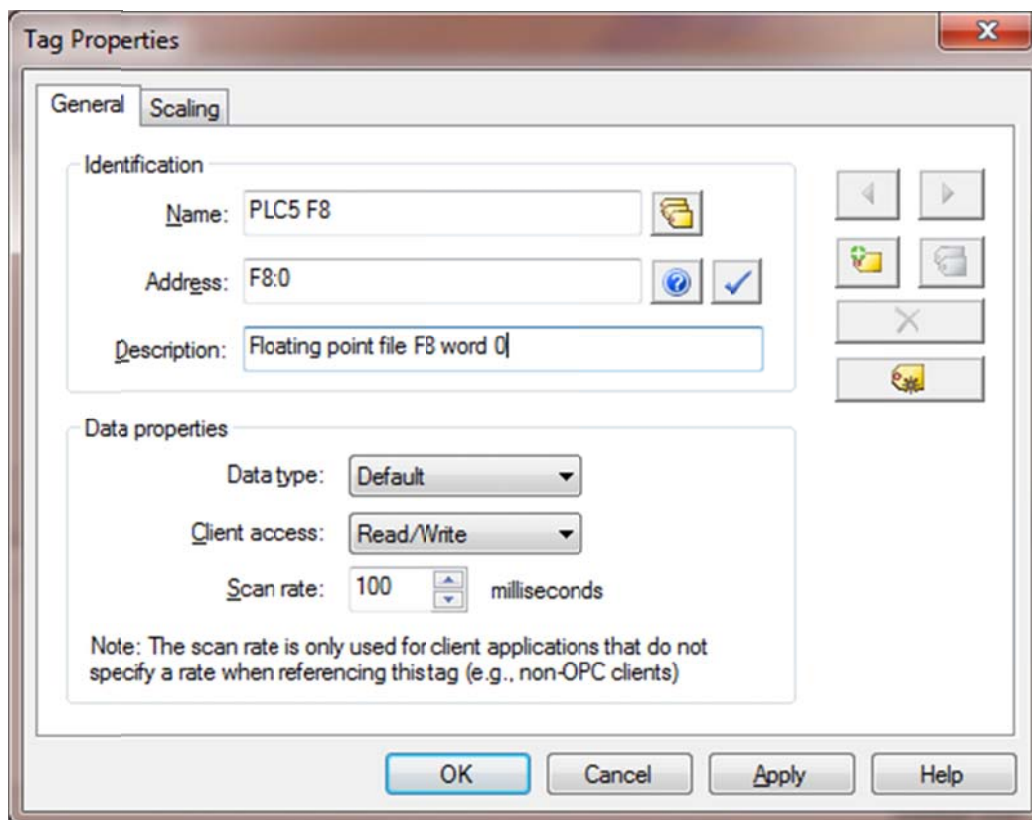 Tag Properties
General
Scaling
Identification
Name: PLC5 F8
Address: F8:0
Description: Floating point file F8 word 0
Data properties
Data type: Default
Client access: Read/Write
Scan rate: 100 milliseconds
Note: The scan rate is only used for client applications that do not
specify a rate when referencing this tag (e.g., non-OPC clients)
OK
Cancel
Apply
Help